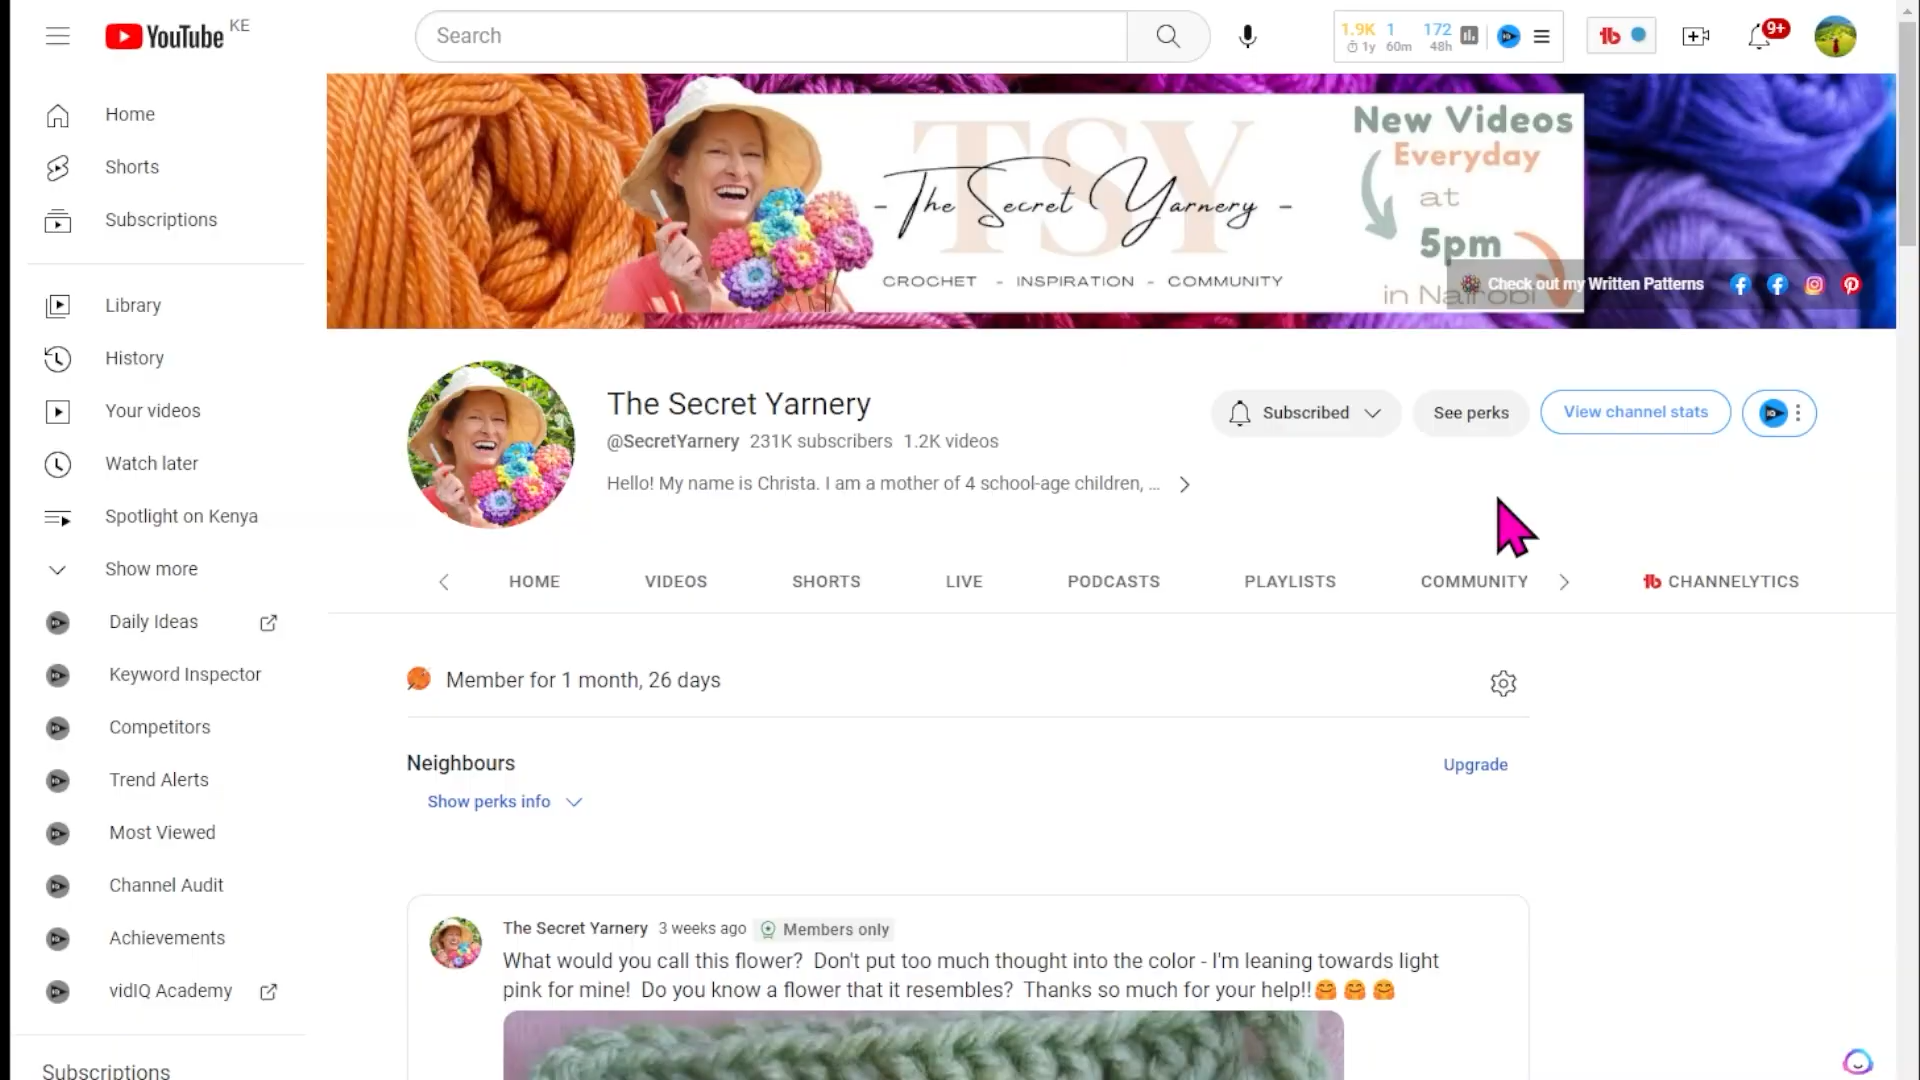 YouTube KE
Search
1.9K 1 172
1y 60m 48h
9+
Home
Shorts
Subscriptions
Library
History
Your videos
Watch later
Spotlight on Kenya
Show more
Daily Ideas
Keyword Inspector
Competitors
Trend Alerts
Most Viewed
Channel Audit
Achievements
vidIQ Academy
Subscriptions
TSY
- The Secret Yarnery -
CROCHET - INSPIRATION - COMMUNITY
New Videos
Everyday
at
5pm
in Nairobi
Check out my Written Patterns
The Secret Yarnery
@SecretYarnery 231K subscribers 1.2K videos
Hello! My name is Christa. I am a mother of 4 school-age children, ...
Subscribed
See perks
View channel stats
HOME VIDEOS SHORTS LIVE PODCASTS PLAYLISTS COMMUNITY CHANNELYTICS
Member for 1 month, 26 days
Neighbours
Upgrade
Show perks info
The Secret Yarnery 3 weeks ago Members only
What would you call this flower? Don't put too much thought into the color - I'm leaning towards light
pink for mine! Do you know a flower that it resembles? Thanks so much for your help!!🤗 🤗 🤗